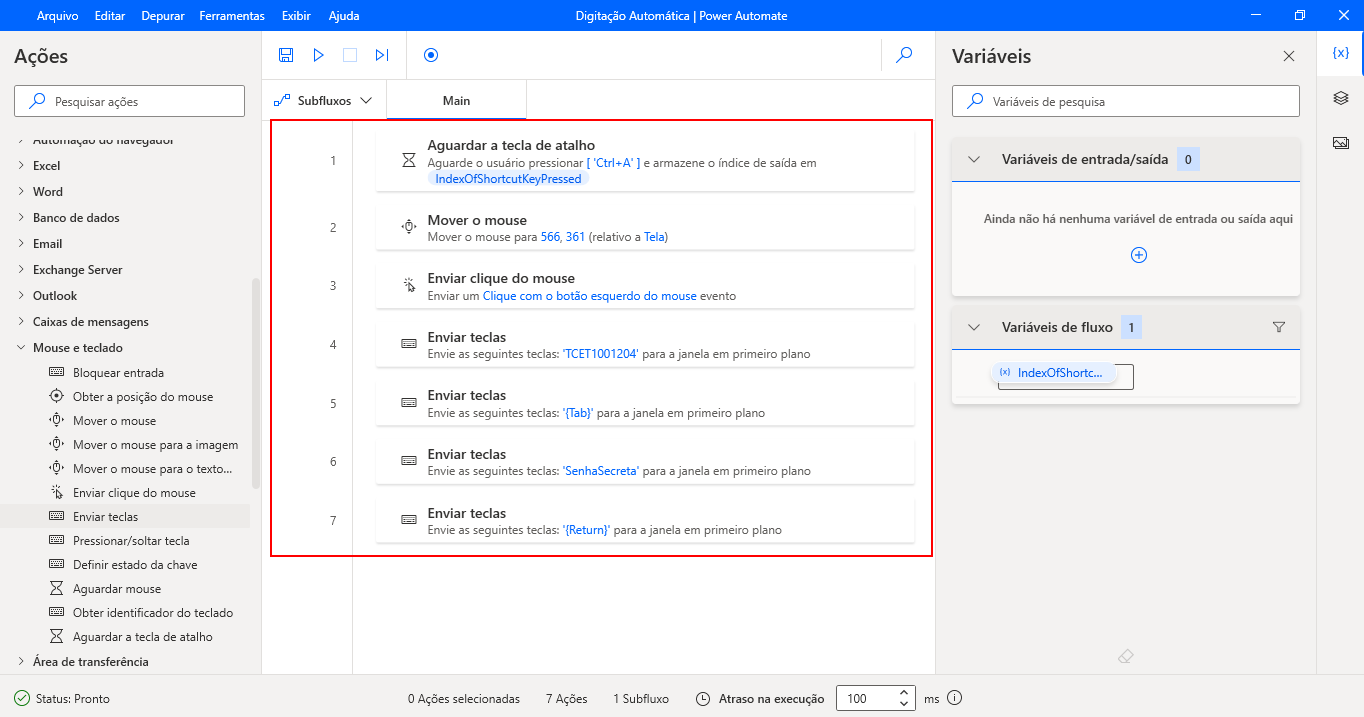 Arquivo Editar Depurar Ferramentas Exibir Ajuda
Digitação Automática | Power Automate
Ações
Pesquisar ações
Automação do navegador
Excel
Word
Banco de dados
Email
Exchange Server
Outlook
Caixas de mensagens
Mouse e teclado
Bloquear entrada
Obter a posição do mouse
Mover o mouse
Mover o mouse para a imagem
Mover o mouse para o texto...
Enviar clique do mouse
Enviar teclas
Pressionar/soltar tecla
Definir estado da chave
Aguardar mouse
Obter identificador do teclado
Aguardar a tecla de atalho
Área de transferência
Subfluxos
Main
1
Aguardar a tecla de atalho
Aguarde o usuário pressionar [ 'Ctrl+A' ] e armazene o índice de saída em
IndexOfShortcutKeyPressed
2
Mover o mouse
Mover o mouse para 566, 361 (relativo a Tela)
3
Enviar clique do mouse
Enviar um Clique com o botão esquerdo do mouse evento
4
Enviar teclas
Envie as seguintes teclas: 'TCET1001204' para a janela em primeiro plano
5
Enviar teclas
Envie as seguintes teclas: '{Tab}' para a janela em primeiro plano
6
Enviar teclas
Envie as seguintes teclas: 'SenhaSecreta' para a janela em primeiro plano
7
Enviar teclas
Envie as seguintes teclas: '{Return}' para a janela em primeiro plano
Variáveis
Variáveis de pesquisa
Variáveis de entrada/saída 0
Ainda não há nenhuma variável de entrada ou saída aqui
Variáveis de fluxo 1
(x) IndexOfShortc...
{x}
Status: Pronto
0 Ações selecionadas
7 Ações
1 Subfluxo
Atraso na execução
100
ms